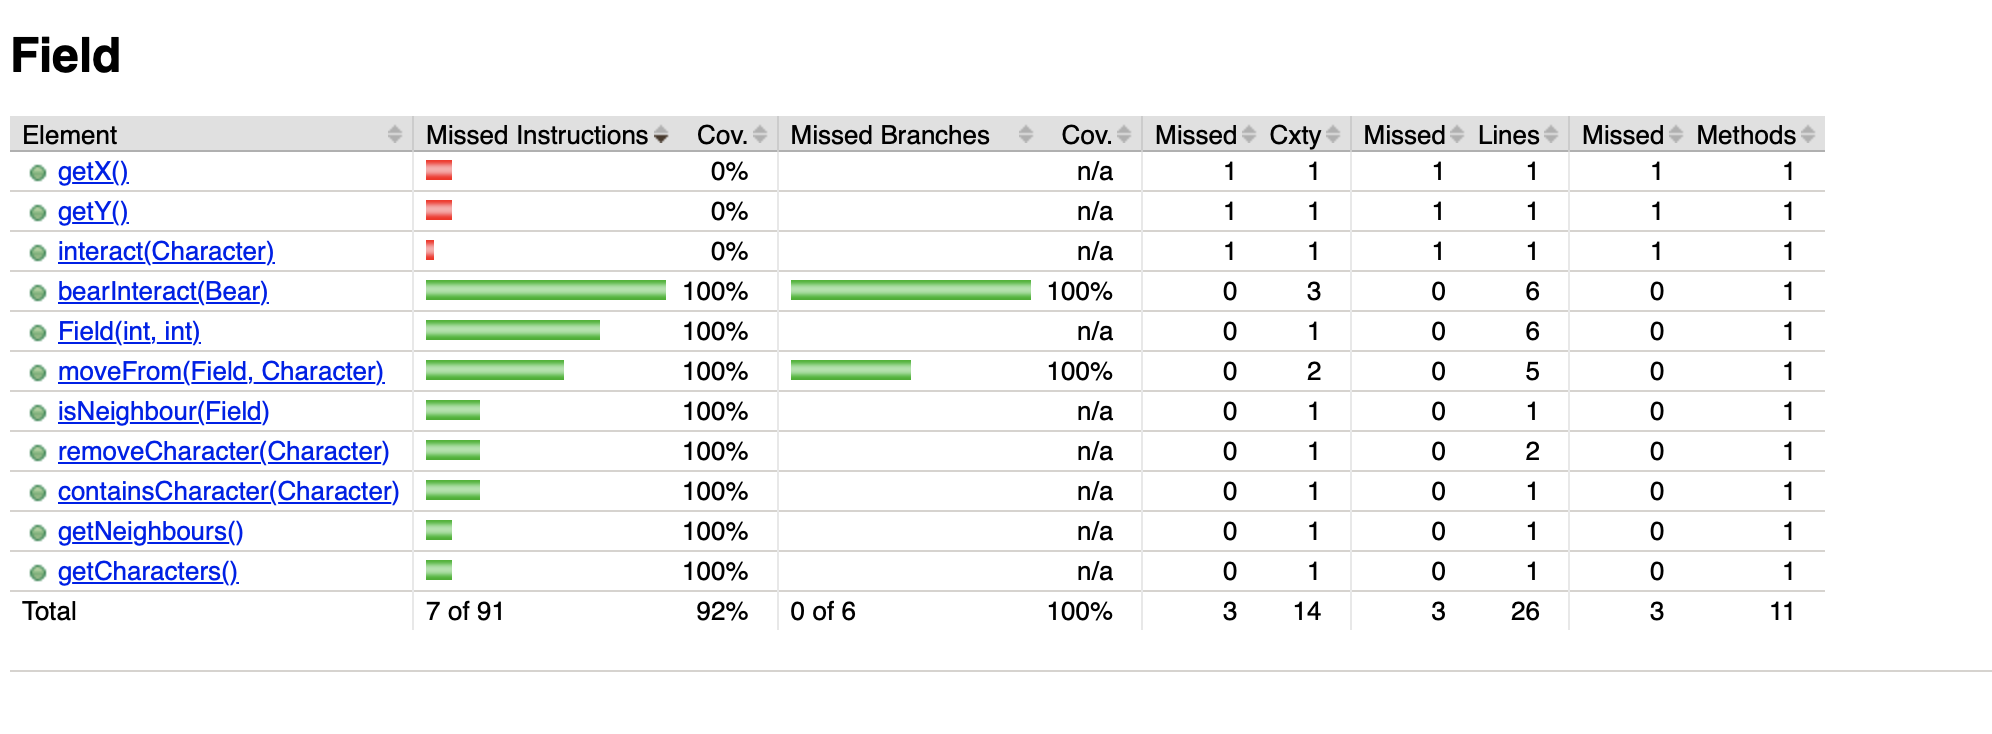 Field
Element Missed Instructions Cov. Missed Branches Cov. Missed Cxty Missed Lines Missed Methods
getX() 0% n/a 1 1 1 1 1 1
getY() 0% n/a 1 1 1 1 1 1
interact(Character) 0% n/a 1 1 1 1 1 1
bearInteract(Bear) 100% 100% 0 3 0 6 0 1
Field(int, int) 100% n/a 0 1 0 6 0 1
moveFrom(Field, Character) 100% 100% 0 2 0 5 0 1
isNeighbour(Field) 100% n/a 0 1 0 1 0 1
removeCharacter(Character) 100% n/a 0 1 0 2 0 1
containsCharacter(Character) 100% n/a 0 1 0 1 0 1
getNeighbours() 100% n/a 0 1 0 1 0 1
getCharacters() 100% n/a 0 1 0 1 0 1
Total 7 of 91 92% 0 of 6 100% 3 14 3 26 3 11